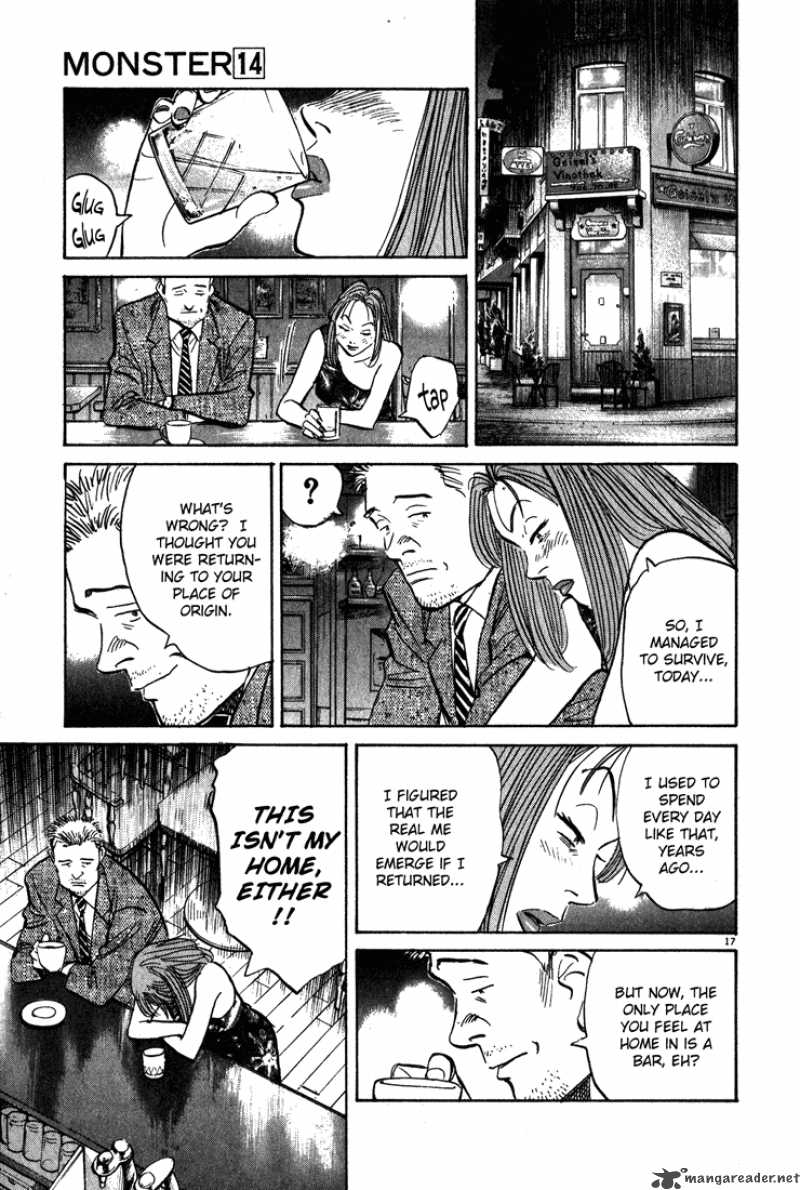 MONSTER 14
Geisel's
Vinothek
Geisel's
GLUG
GLUG
TAP
SO, I
MANAGED
TO SURVIVE,
TODAY...
?
WHAT'S
WRONG? I
THOUGHT YOU
WERE RETURN-
ING TO YOUR
PLACE OF
ORIGIN.
I USED TO
SPEND
EVERY DAY
LIKE THAT,
YEARS
AGO...
I FIGURED
THAT THE
REAL ME
WOULD
EMERGE IF I
RETURNED...
BUT NOW, THE
ONLY PLACE
YOU FEEL AT
HOME IN IS A
BAR, EH?
THIS
ISN'T MY
HOME,
EITHER
!!
17
mangareader.net